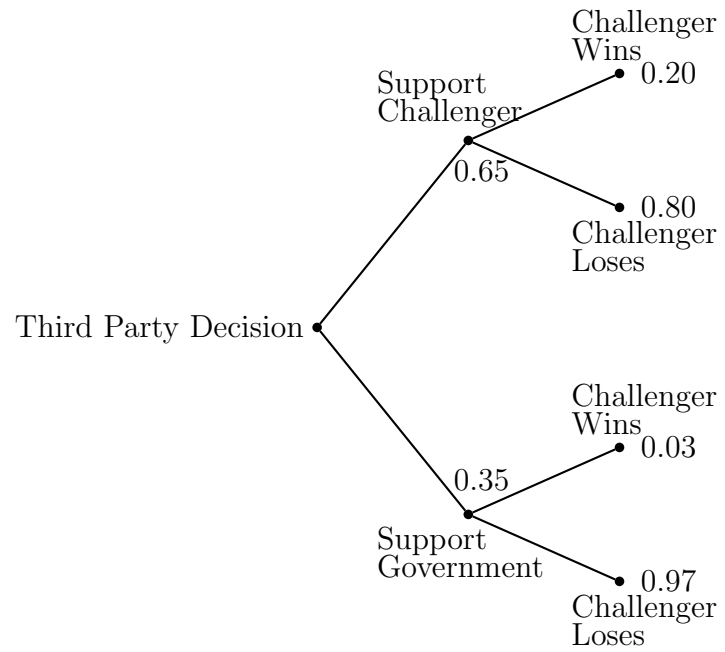 Challenger
Wins
0.20
Support
Challenger
0.65
0.80
Challenger
Loses
Third Party Decision
Challenger
Wins
0.03
0.35
Support
Government
0.97
Challenger
Loses